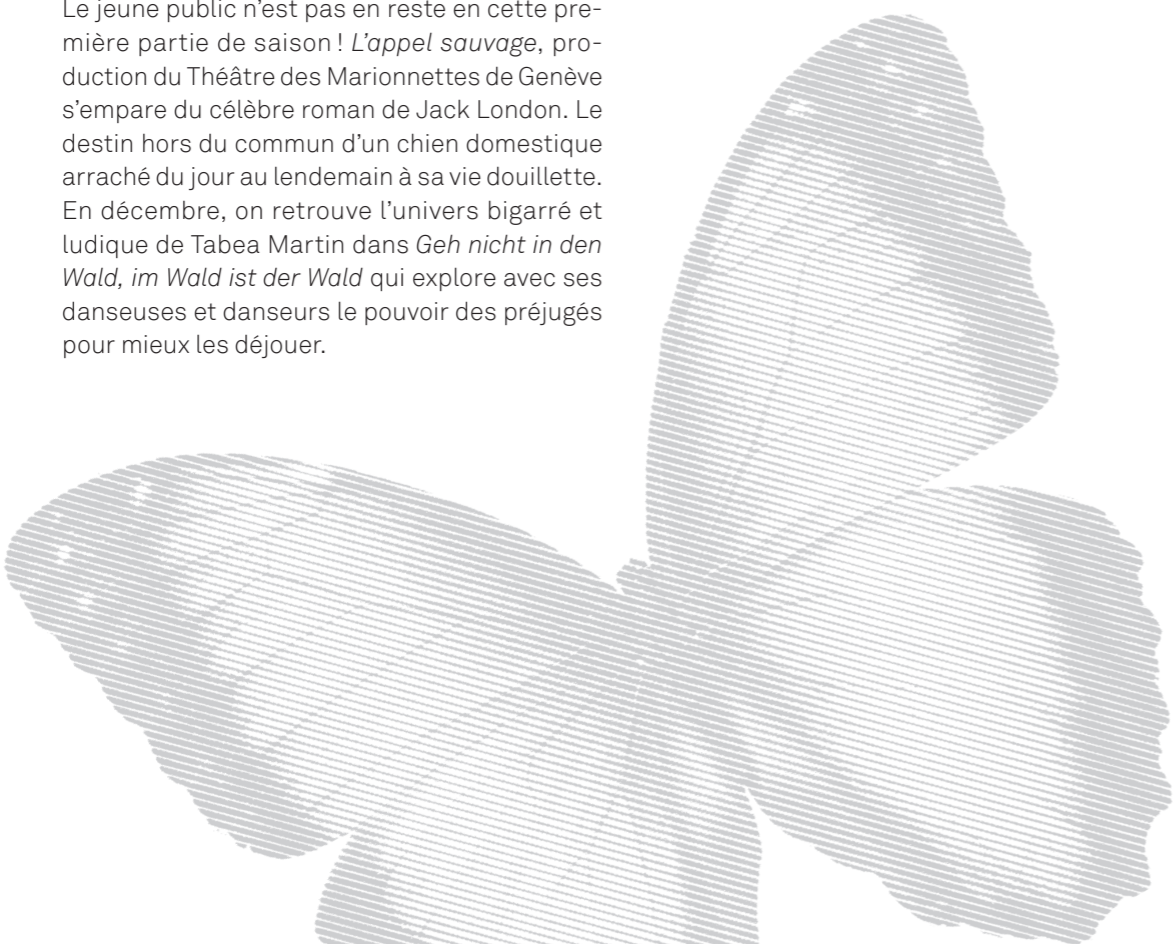 Le jeune public n’est pas en reste en cette pre-
mière partie de saison ! L’appel sauvage, pro-
duction du Théâtre des Marionnettes de Genève
s’empare du célèbre roman de Jack London. Le
destin hors du commun d’un chien domestique
arraché du jour au lendemain à sa vie douillette.
En décembre, on retrouve l’univers bigarré et
ludique de Tabea Martin dans Geh nicht in den
Wald, im Wald ist der Wald qui explore avec ses
danseuses et danseurs le pouvoir des préjugés
pour mieux les déjouer.